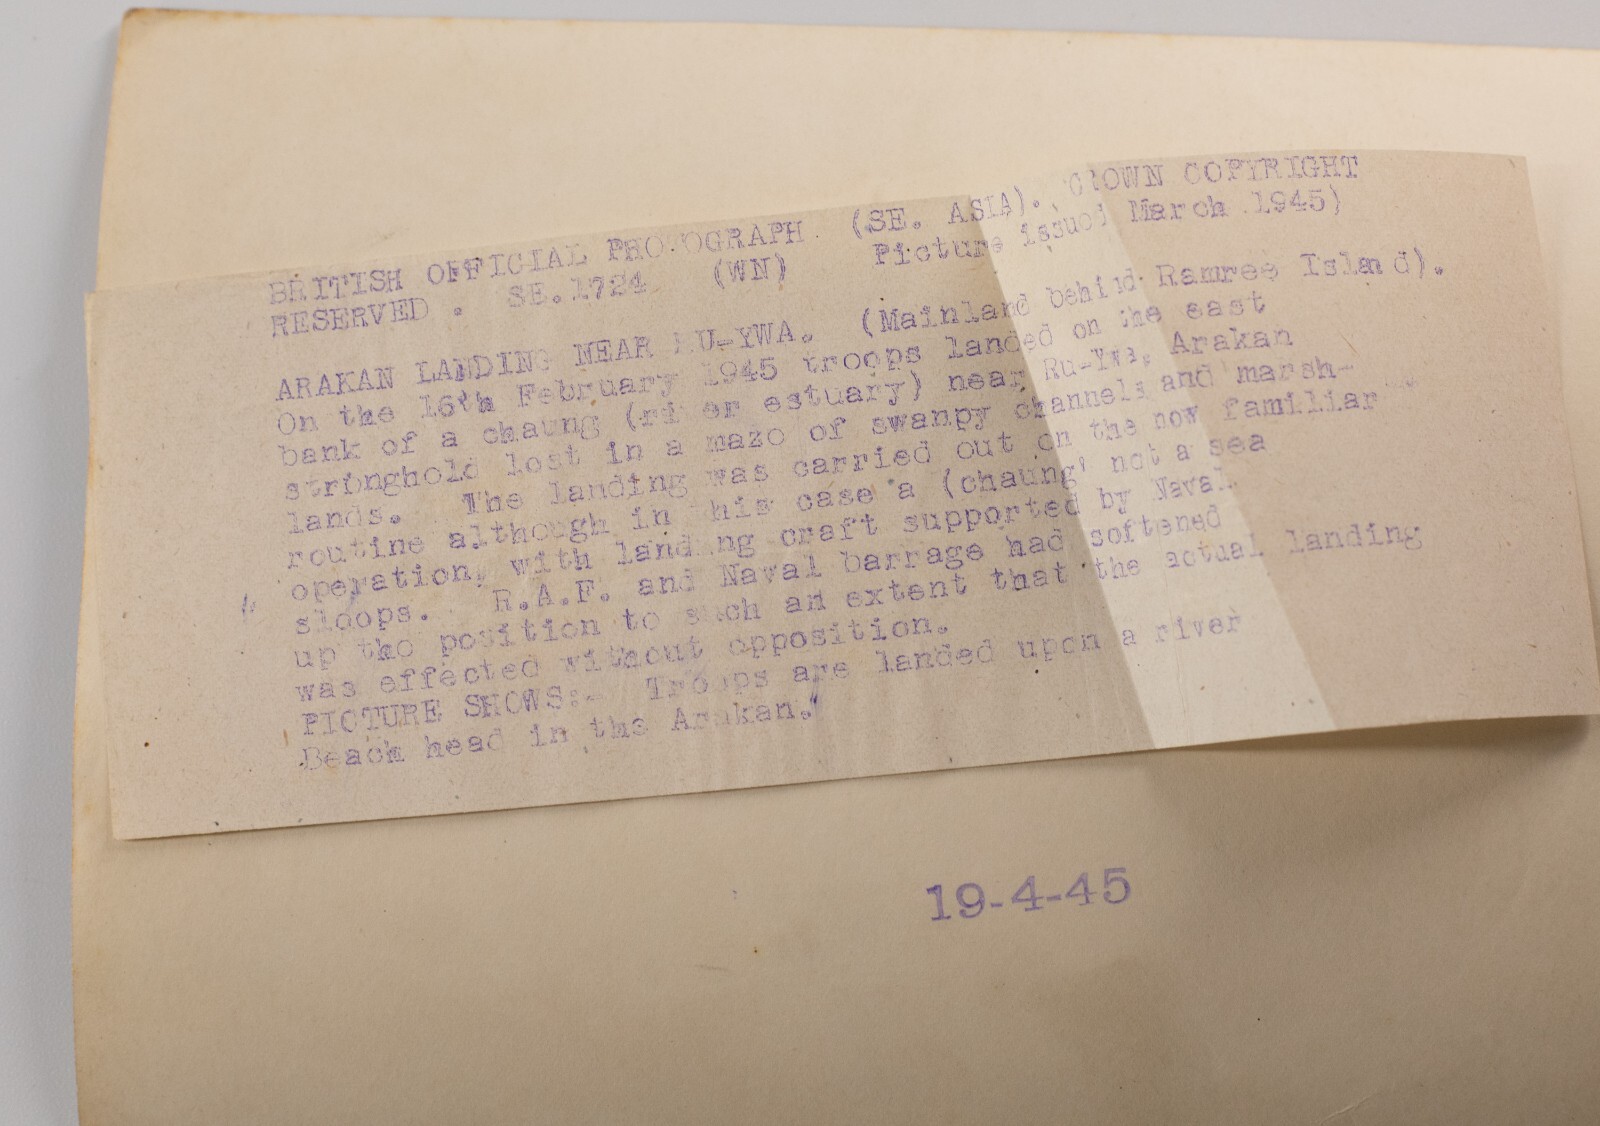 BRITISH OFFICIAL PHOTOGRAPH (SE. ASIA). CROWN COPYRIGHT
RESERVED . SE.1724 (WN) Picture issued March 1945)
ARAKAN LANDING NEAR RU-YWA. (Mainland behind Ramree Island).
On the 16th February 1945 troops landed on the east
bank of a chaung (river estuary) near Ru-Ywa, Arakan
stronghold lost in a mazo of swanpy channels and marsh-
lands. The landing was carried out on the now familiar
routine although in this case a (chaung' not a sea
operation, with landing craft supported by Naval
sloops. R.A.F. and Naval barrage had softened
up tho position to such an extent that the actual landing
was effected without opposition.
PICTURE SHOWS:- Troops are landed upon a river
Beach head in the Arakan."
19-4-45